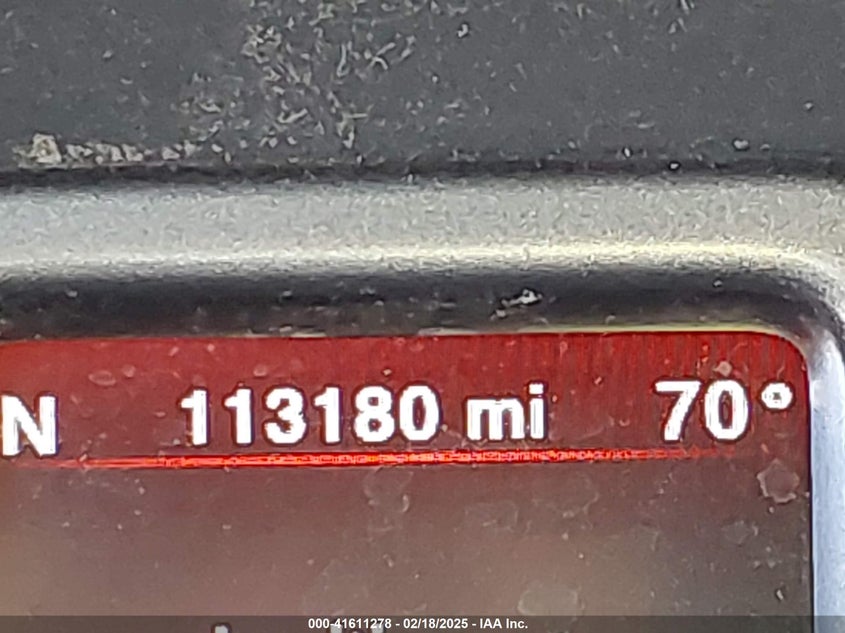 N 113180 mi 70°
000-41611278 - 02/18/2025 - IAA Inc.